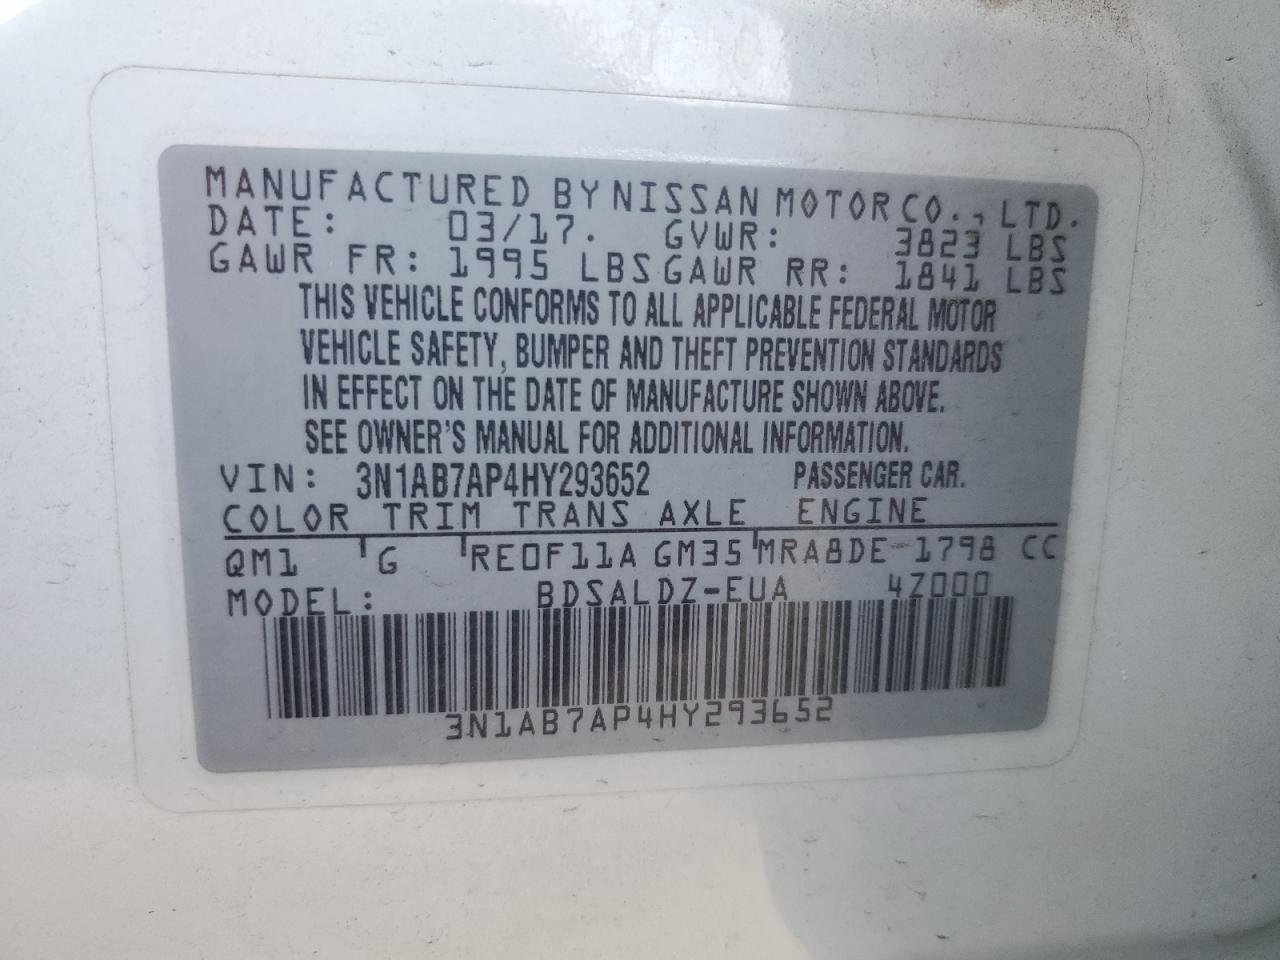 MANUFACTURED BY NISSAN MOTOR CO., LTD.
DATE: 03/17. GVWR: 3823 LBS
GAWR FR: 1995 LBS GAWR RR: 1841 LBS
THIS VEHICLE CONFORMS TO ALL APPLICABLE FEDERAL MOTOR
VEHICLE SAFETY, BUMPER AND THEFT PREVENTION STANDARDS
IN EFFECT ON THE DATE OF MANUFACTURE SHOWN ABOVE.
SEE OWNER'S MANUAL FOR ADDITIONAL INFORMATION.
VIN: 3N1AB7AP4HY293652 PASSENGER CAR.
COLOR TRIM TRANS AXLE ENGINE
QM1 G RE0F11A GM35 MRA8DE-1798 CC
MODEL: BDSALDZ-EUA 4Z000
3N1AB7AP4HY293652